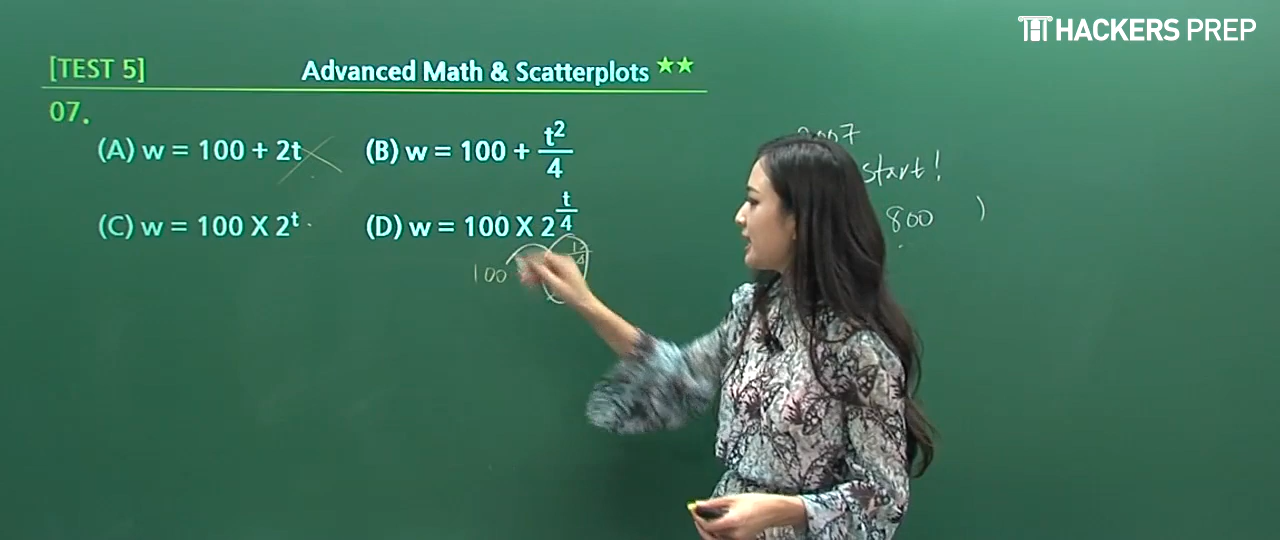 HACKERS PREP
[TEST 5] Advanced Math & Scatterplots ★★
07.
(A) w = 100 + 2t (B) w = 100 + t²/4
(C) w = 100 X 2ᵗ (D) w = 100 X 2^(t/4)
100
start!
800 )